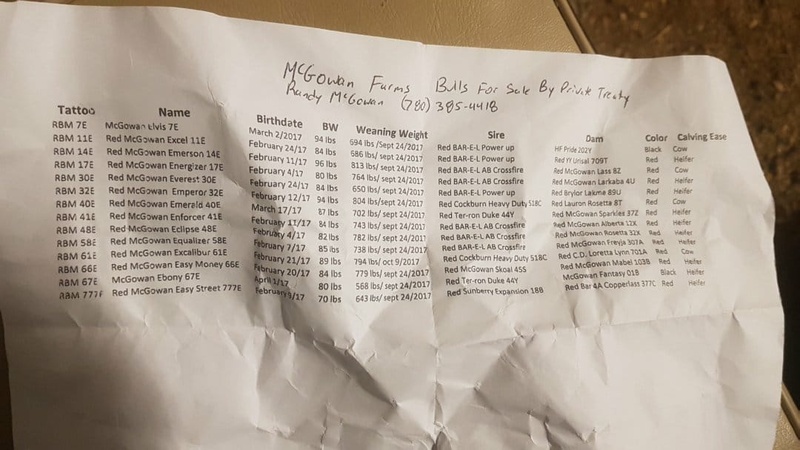 McGowan Farms Bulls For Sale By Private Treaty
Randy McGowan (780) 385-4418
Tattoo Name Birthdate BW Weaning Weight Sire Dam Color Calving Ease
RBM 7E McGowan Elvis 7E March 2/2017 94 lbs 694 lbs/Sept 24/2017 Red BAR-E-L Power up HF Pride 202Y Black Cow
RBM 11E Red McGowan Excel 11E February 24/17 84 lbs 686 lbs/ sept 24/2017 Red BAR-E-L Power up Red 709T Red Heifer
RBM 14E Red McGowan Emerson 14E February 11/17 96 lbs 813 lbs/ sept 24/2017 Red BAR-E-L AB Crossfire Red McGowan Lass 8Z Red Cow
RBM 17E Red McGowan Energizer 17E February 4/17 80 lbs 764 lbs/ sept 24/2017 Red BAR-E-L AB Crossfire Red McGowan Larkaba 4U Red Heifer
RBM 30E Red McGowan Everest 30E February 24/17 84 lbs 650 lbs/ sept 24/2017 Red BAR-E-L Power up Red Brylor Lakme 89U Red Heifer
RBM 32E Red McGowan Emperor 32E February 12/17 94 lbs 804 lbs/ sept 24/2017 Red Cockburn Heavy Duty 518C Red Lauron Rosetta 8T Red Cow
RBM 40E Red McGowan Emerald 40E March 17/17 87 lbs 702 lbs /sept 24/2017 Red Ter-ron Duke 44Y Red McGowan Sparkles 37Z Red Heifer
RBM 41E Red McGowan Enforcer 41E February 11/17 84 lbs 743 lbs/ sept 24/2017 Red BAR-E-L AB Crossfire Red McGowan Alberta 12X Red Heifer
RBM 48E Red McGowan Eclipse 48E February 4/17 82 lbs 782 lbs/ sept 24/2017 Red BAR-E-L AB Crossfire Red McGowan Rosetta 32X Red Heifer
RBM 58E Red McGowan Equalizer 58E February 7/17 85 lbs 738 lbs/ sept 24/2017 Red BAR-E-L AB Crossfire Red McGowan Freyja 307A Red Heifer
RBM 61E Red McGowan Excalibur 61E February 21/17 89 lbs 794 lbs/ oct 9/2017 Red Cockburn Heavy Duty 518C Red C.D. Loretta Lynn 701A Red Cow
RBM 66E Red McGowan Easy Money 66E February 20/17 84 lbs 779 lbs/ sept 24/2017 Red McGowan Skoal 45S Red McGowan Mabel 103B Red Heifer
RBM 67E McGowan Ebony 67E April 1/17 80 lbs 568 lbs/ sept 24/2017 Red Ter-ron Duke 44Y McGowan Fantasy 01B Black Heifer
RBM 777E Red McGowan Easy Street 777E February 5/17 70 lbs 643 lbs/ sept 24/2017 Red Sunberry Expansion 18B Red Bar 4A Copperlass 377C Red Heifer